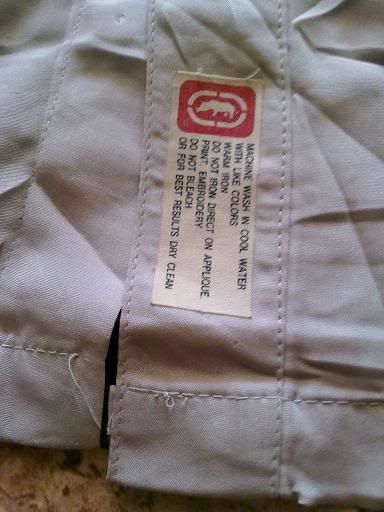 MACHINE WASH IN COOL WATER
WITH LIKE COLORS
WARM IRON
DO NOT IRON DIRECT ON APPLIQUE.
PRINT, EMBROIDERY
DO NOT BLEACH
OR FOR BEST RESULTS DRY CLEAN